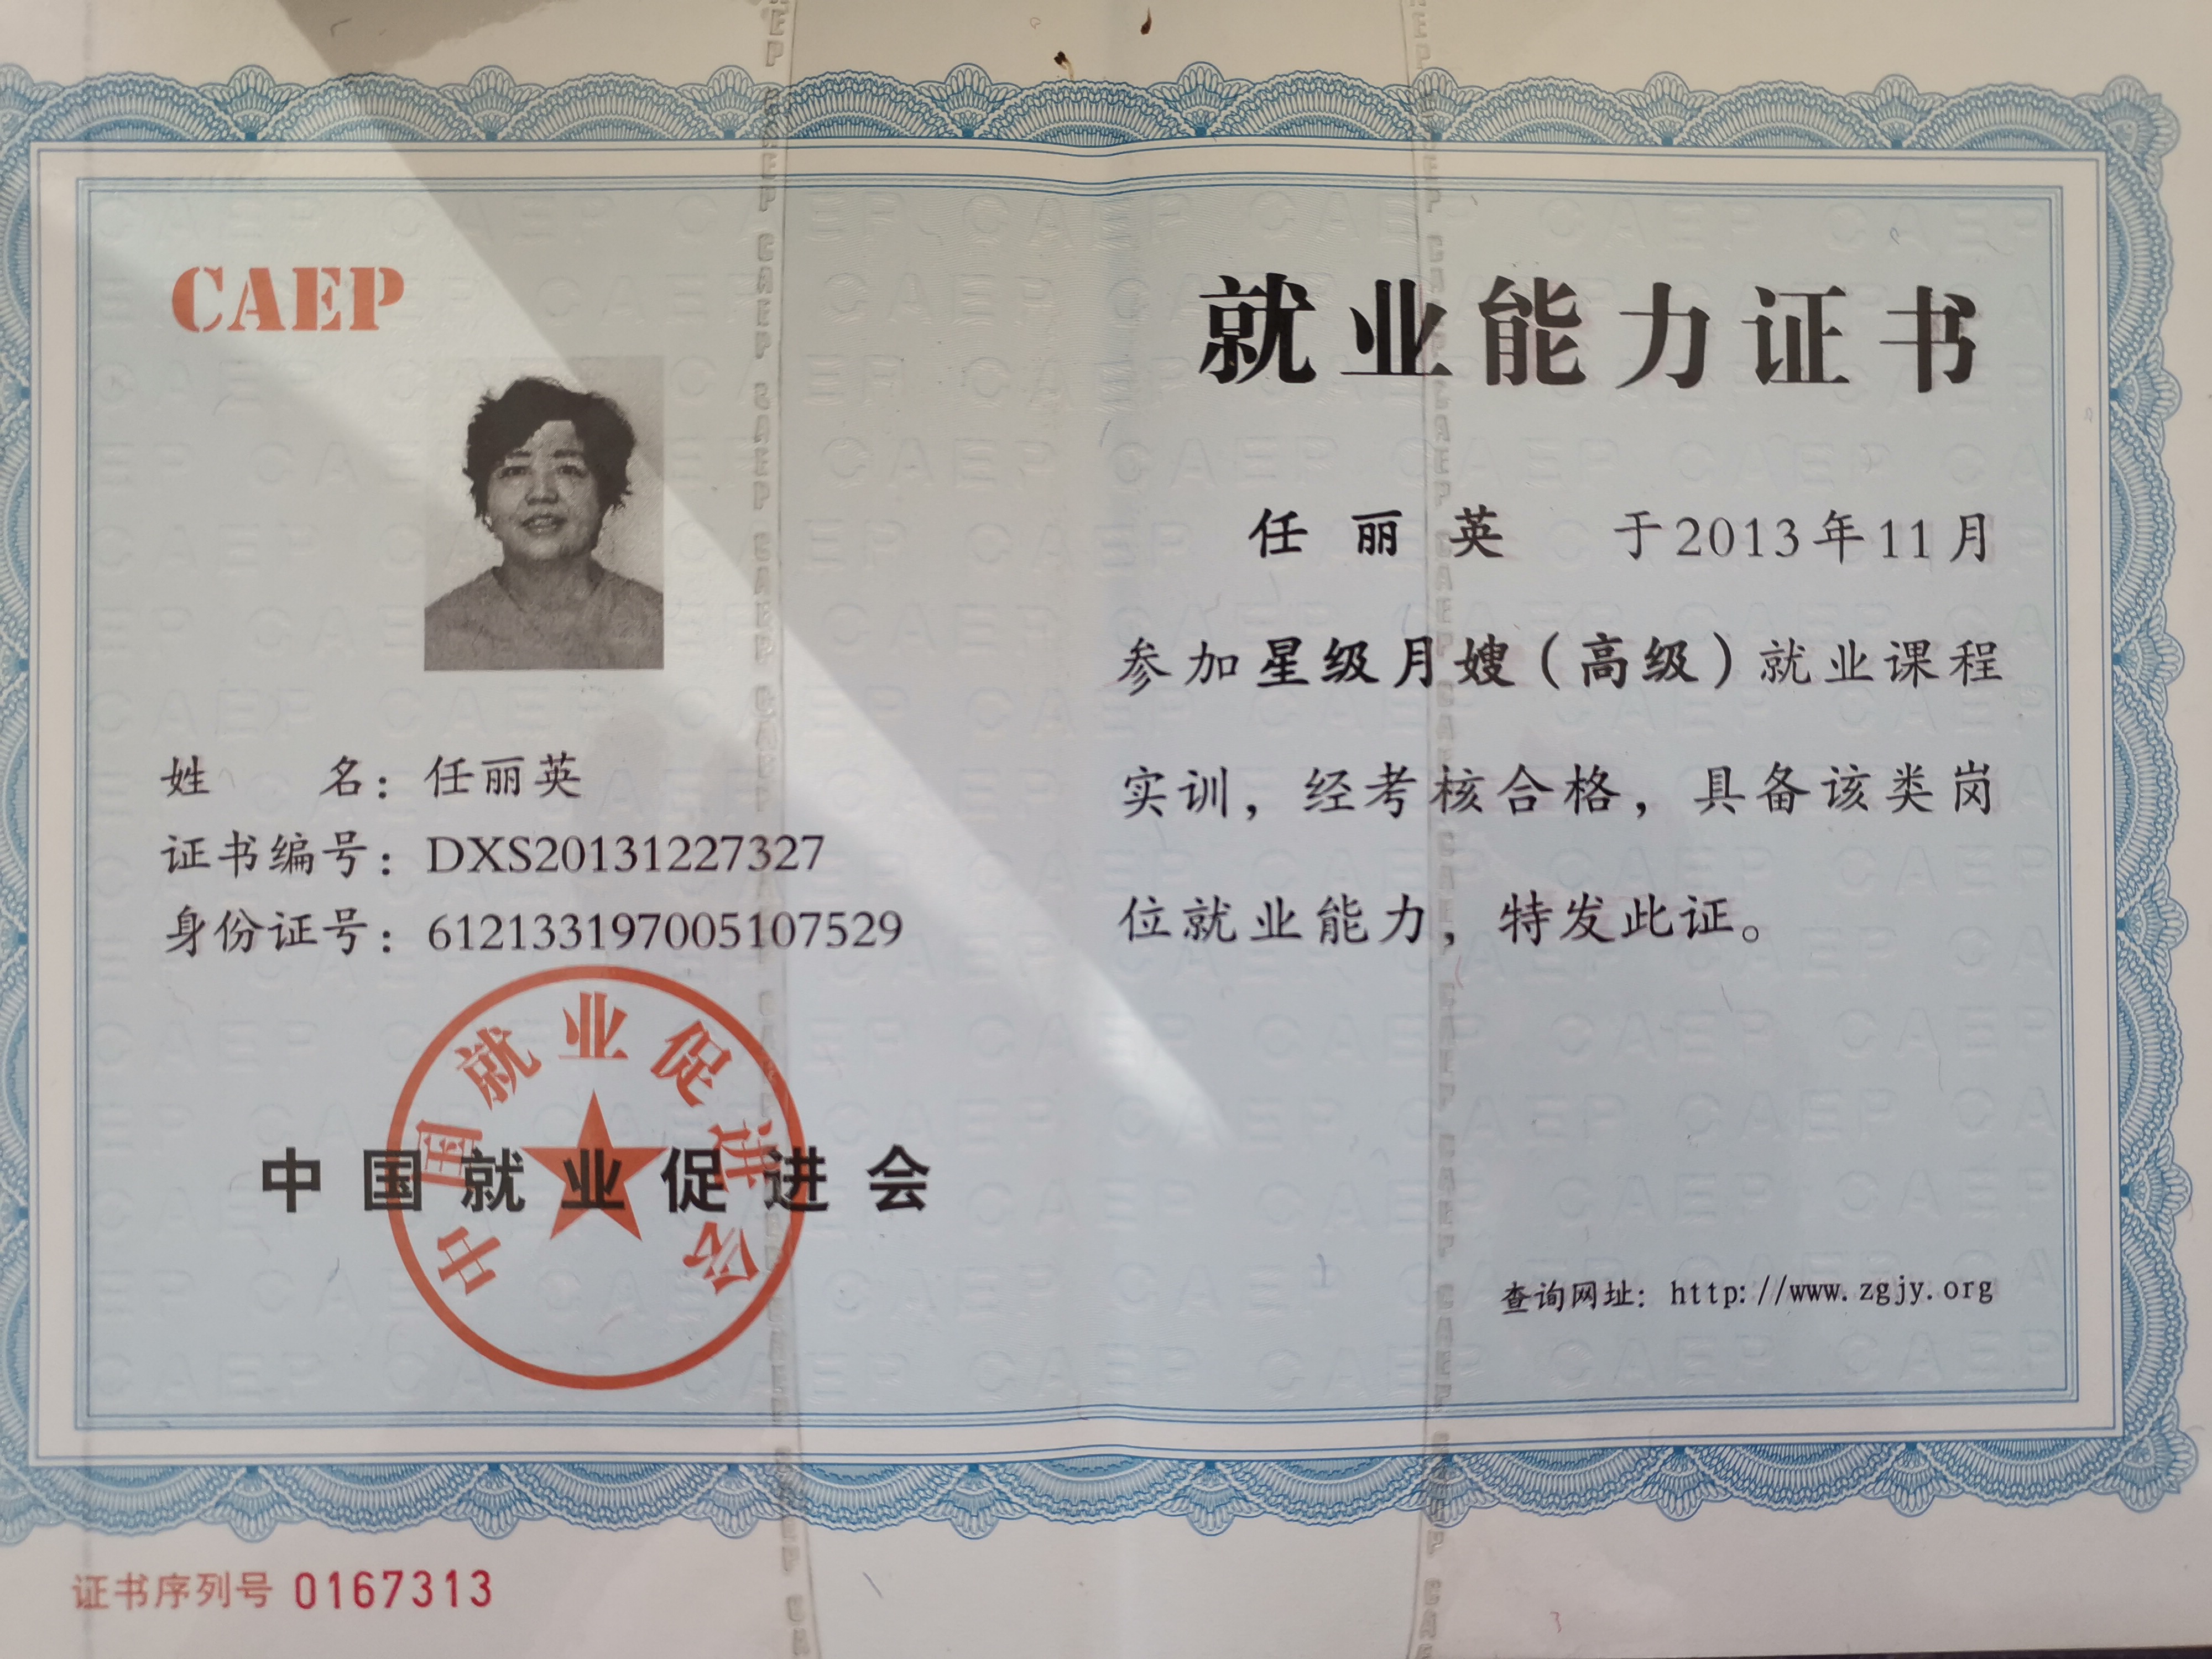 CAEP
姓名：任丽英
证书编号：DXS20131227327
身份证号：612133197005107529
中国就业促进会
中国就业促进会
证书序列号 0167313
就业能力证书
任丽英 于2013年11月
参加星级月嫂（高级）就业课程
实训，经考核合格，具备该类岗
位就业能力，特发此证。
查询网址：http://www.zgjy.org